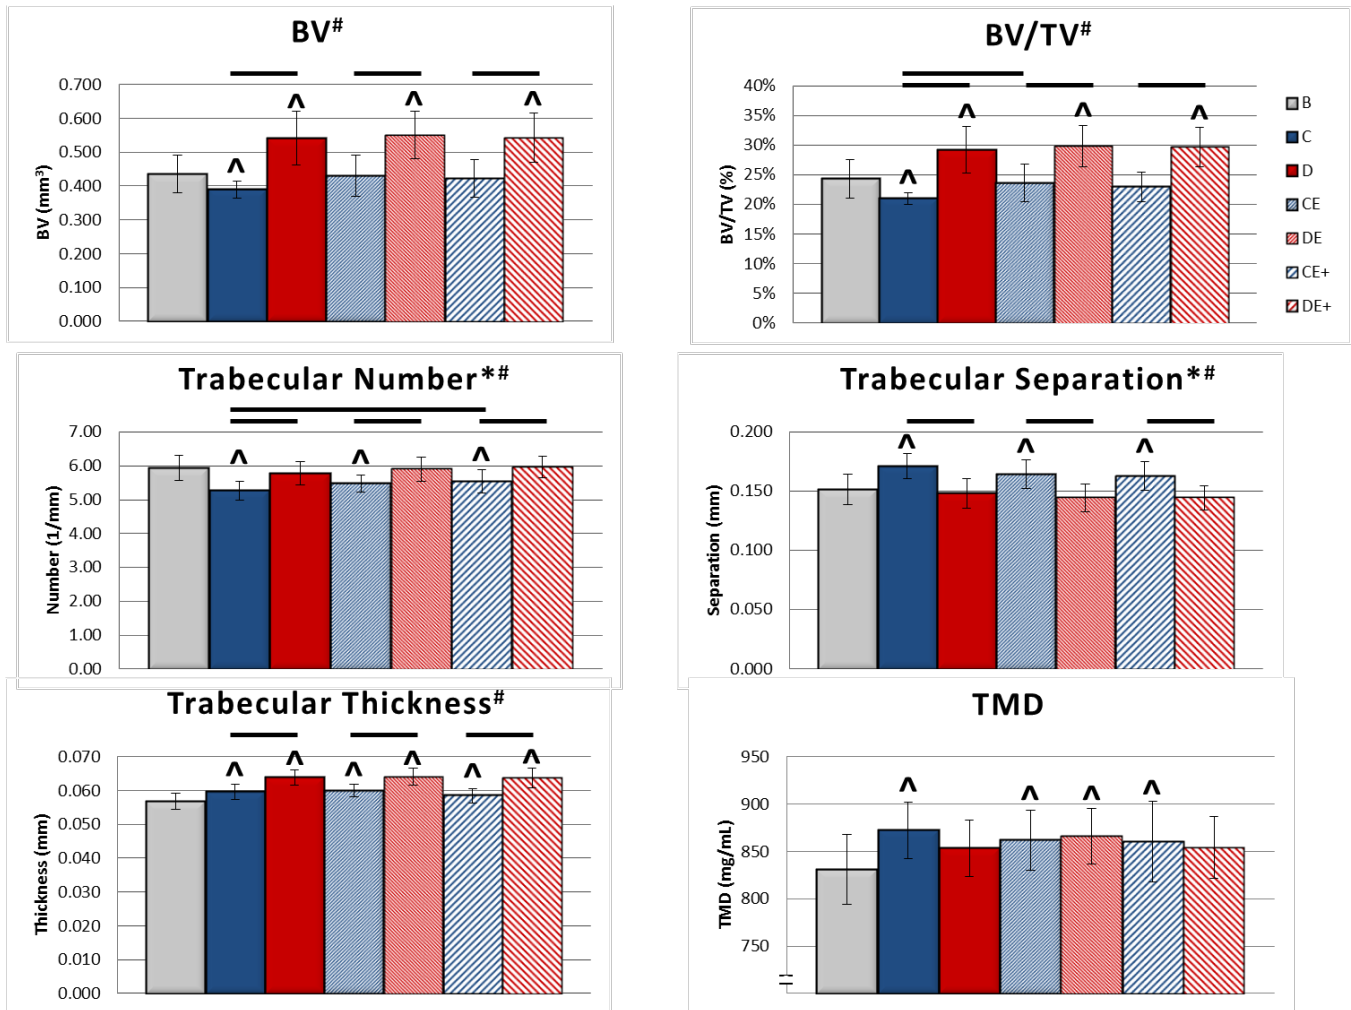 BV#
^ ^ ^ ^
BV (mm³)
0.700
0.600
0.500
0.400
0.300
0.200
0.100
0.000
BV/TV#
^ ^ ^ ^
BV/TV (%)
40%
35%
30%
25%
20%
15%
10%
5%
0%
B
C
D
CE
DE
CE+
DE+
Trabecular Number*#
^ ^ ^
Number (1/mm)
7.00
6.00
5.00
4.00
3.00
2.00
1.00
0.00
Trabecular Separation*#
^ ^ ^
Separation (mm)
0.200
0.150
0.100
0.050
0.000
Trabecular Thickness#
^ ^ ^ ^ ^ ^
Thickness (mm)
0.070
0.060
0.050
0.040
0.030
0.020
0.010
0.000
TMD
^ ^ ^ ^
TMD (mg/mL)
950
900
850
800
750